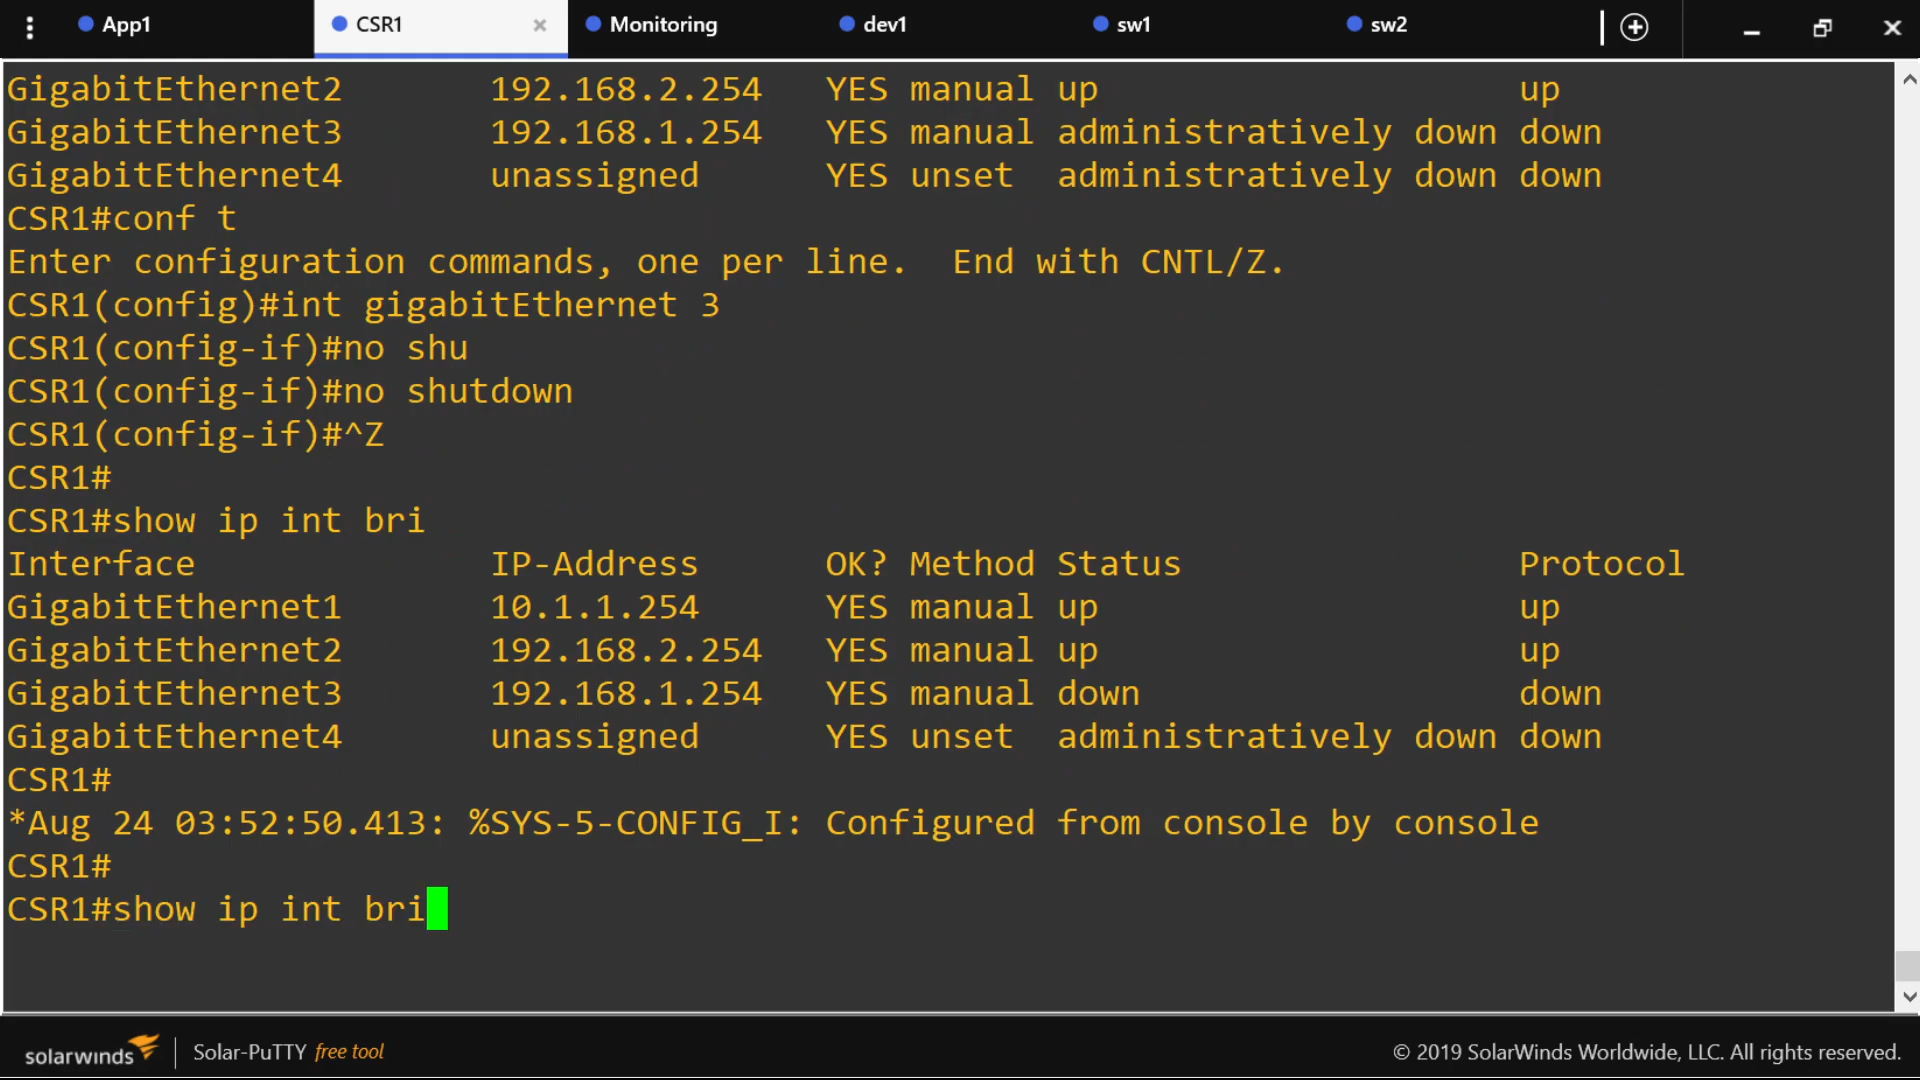 App1 CSR1 × Monitoring dev1 sw1 sw2
GigabitEthernet2 192.168.2.254 YES manual up up
GigabitEthernet3 192.168.1.254 YES manual administratively down down
GigabitEthernet4 unassigned YES unset administratively down down
CSR1#conf t
Enter configuration commands, one per line. End with CNTL/Z.
CSR1(config)#int gigabitEthernet 3
CSR1(config-if)#no shu
CSR1(config-if)#no shutdown
CSR1(config-if)#^Z
CSR1#
CSR1#show ip int bri
Interface IP-Address OK? Method Status Protocol
GigabitEthernet1 10.1.1.254 YES manual up up
GigabitEthernet2 192.168.2.254 YES manual up up
GigabitEthernet3 192.168.1.254 YES manual down down
GigabitEthernet4 unassigned YES unset administratively down down
CSR1#
*Aug 24 03:52:50.413: %SYS-5-CONFIG_I: Configured from console by console
CSR1#
CSR1#show ip int bri
solarwinds Solar-PuTTY free tool © 2019 SolarWinds Worldwide, LLC. All rights reserved.